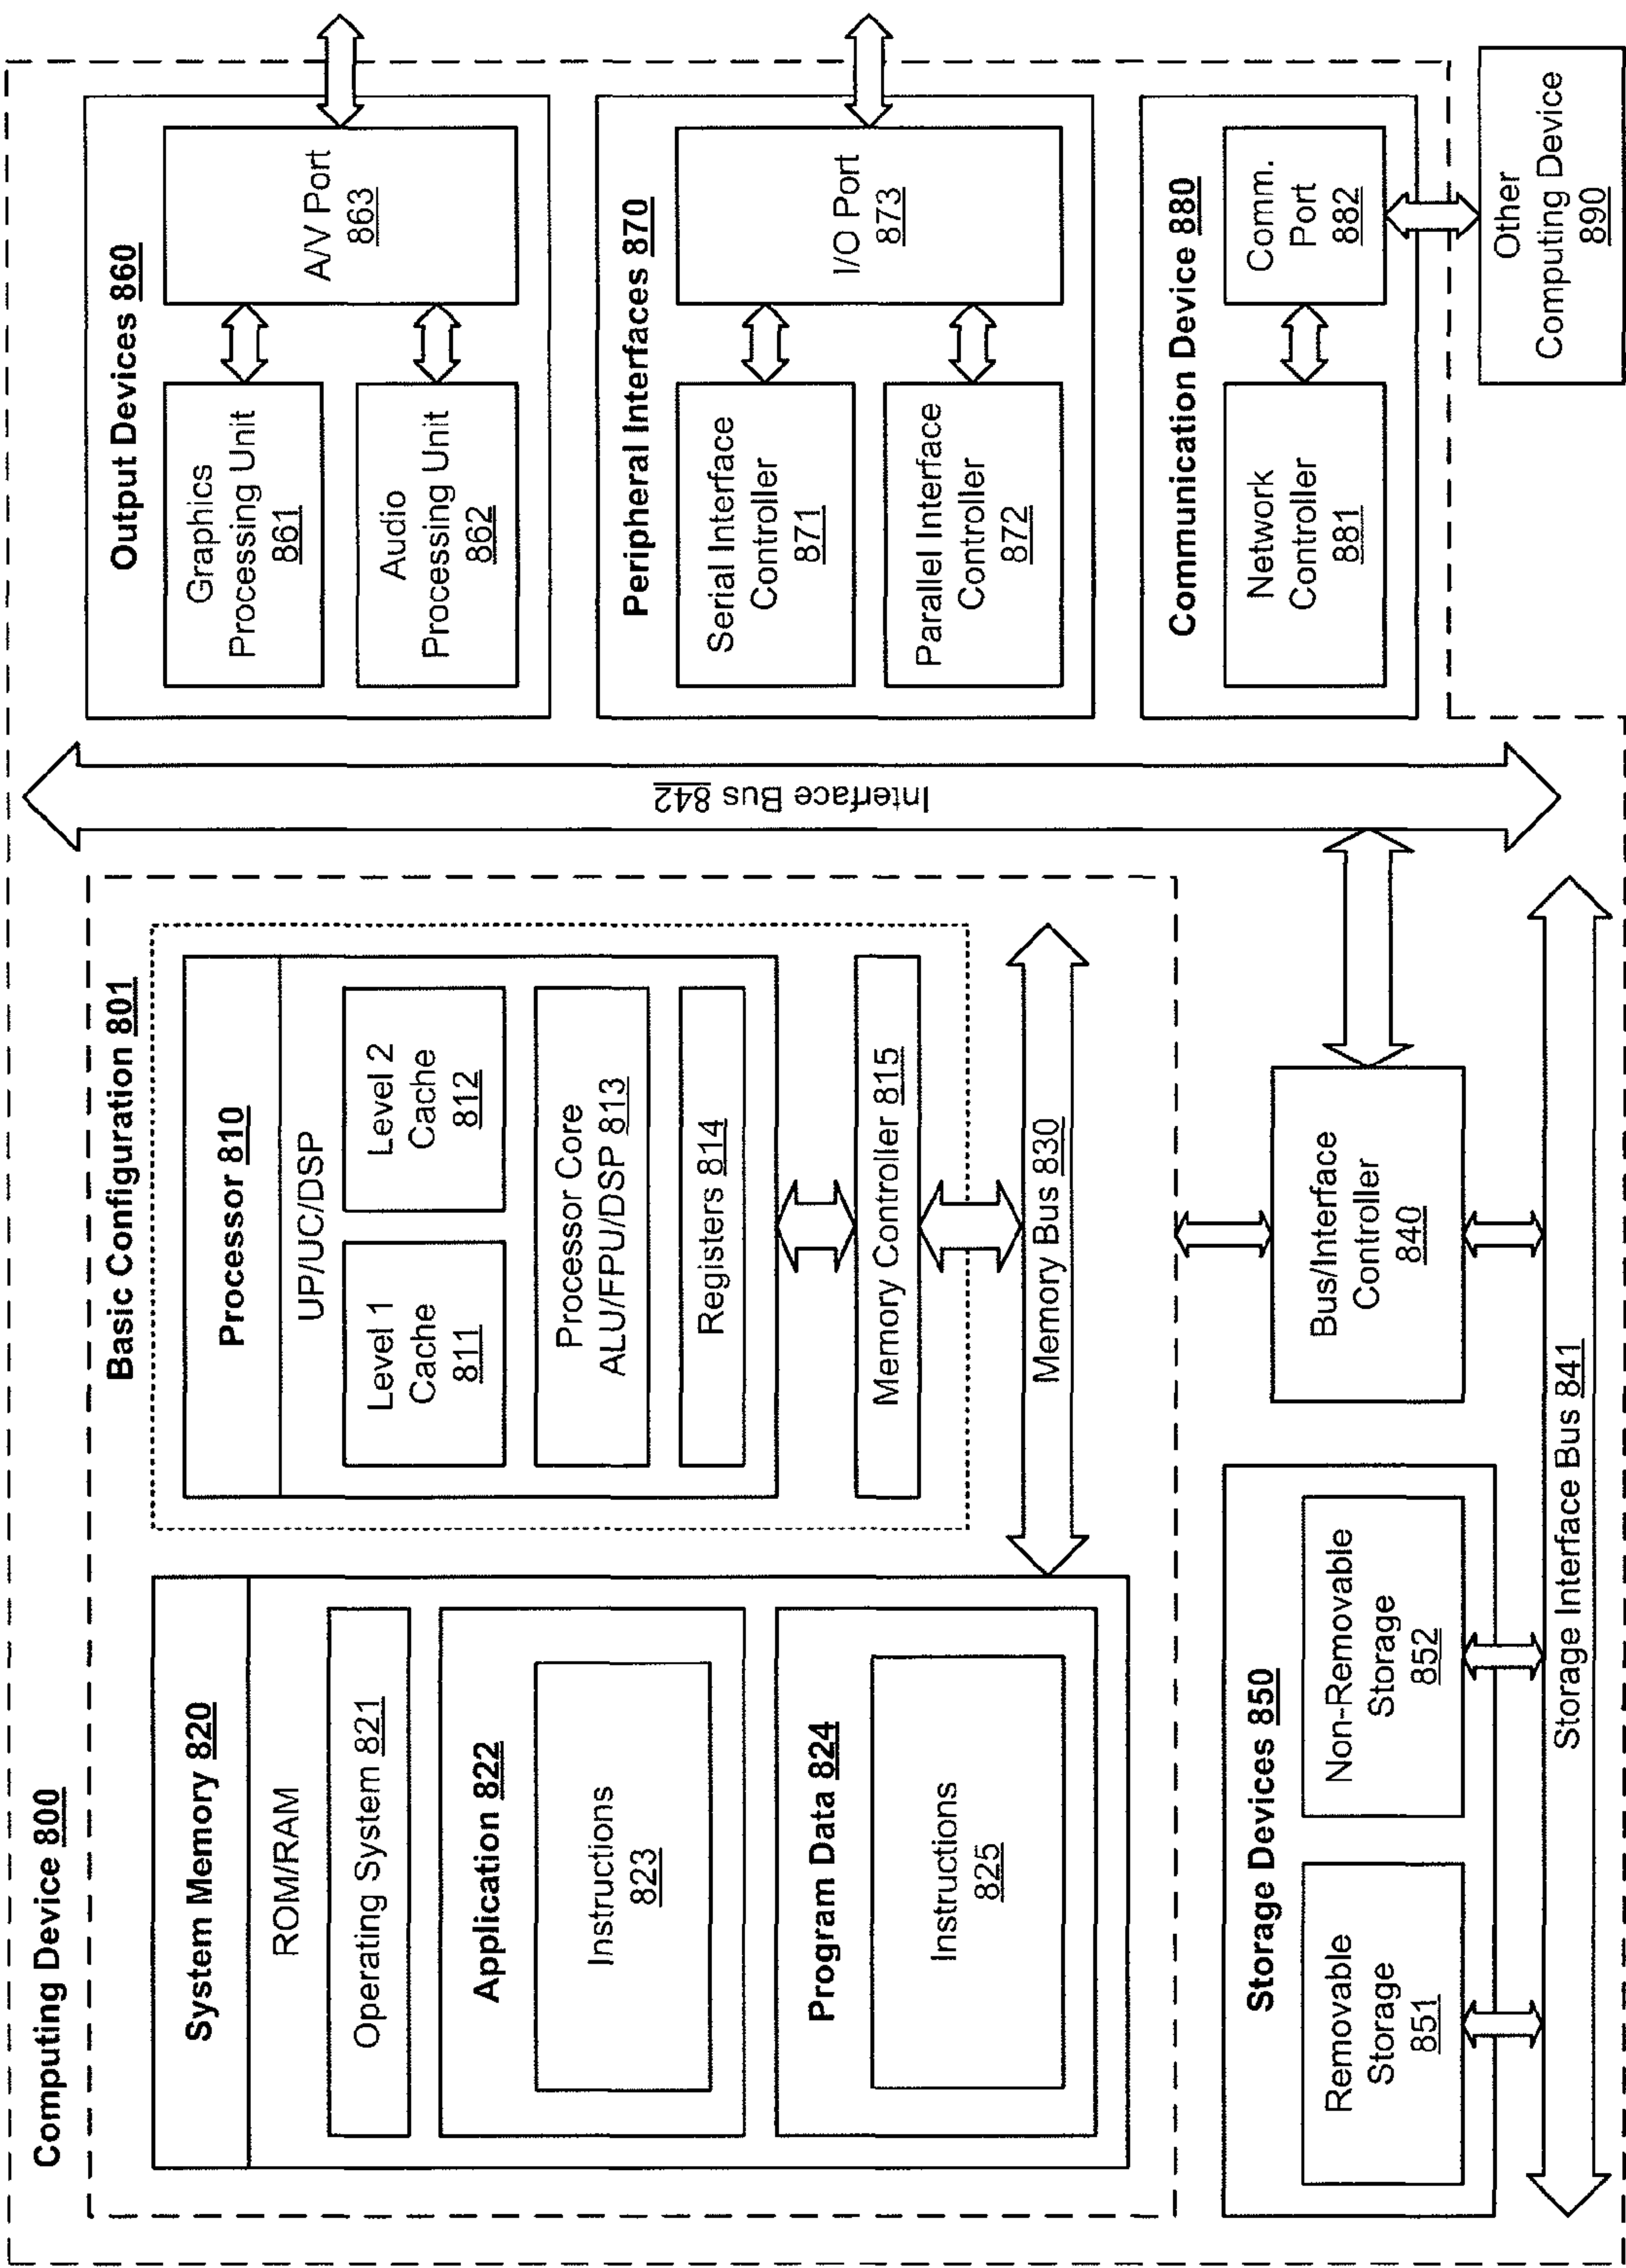 Computing Device 800
Basic Configuration 801
System Memory 820
ROM/RAM
Operating System 821
Application 822
Instructions
823
Program Data 824
Instructions
825
Processor 810
UP/UC/DSP
Level 1
Cache
811
Level 2
Cache
812
Processor Core
ALU/FPU/DSP 813
Registers 814
Memory Controller 815
Memory Bus 830
Bus/Interface
Controller
840
Storage Devices 850
Removable
Storage
851
Non-Removable
Storage
852
Storage Interface Bus 841
Interface Bus 842
Output Devices 860
Graphics
Processing Unit
861
Audio
Processing Unit
862
A/V Port
863
Peripheral Interfaces 870
Serial Interface
Controller
871
Parallel Interface
Controller
872
I/O Port
873
Communication Device 880
Network
Controller
881
Comm.
Port
882
Other
Computing Device
890